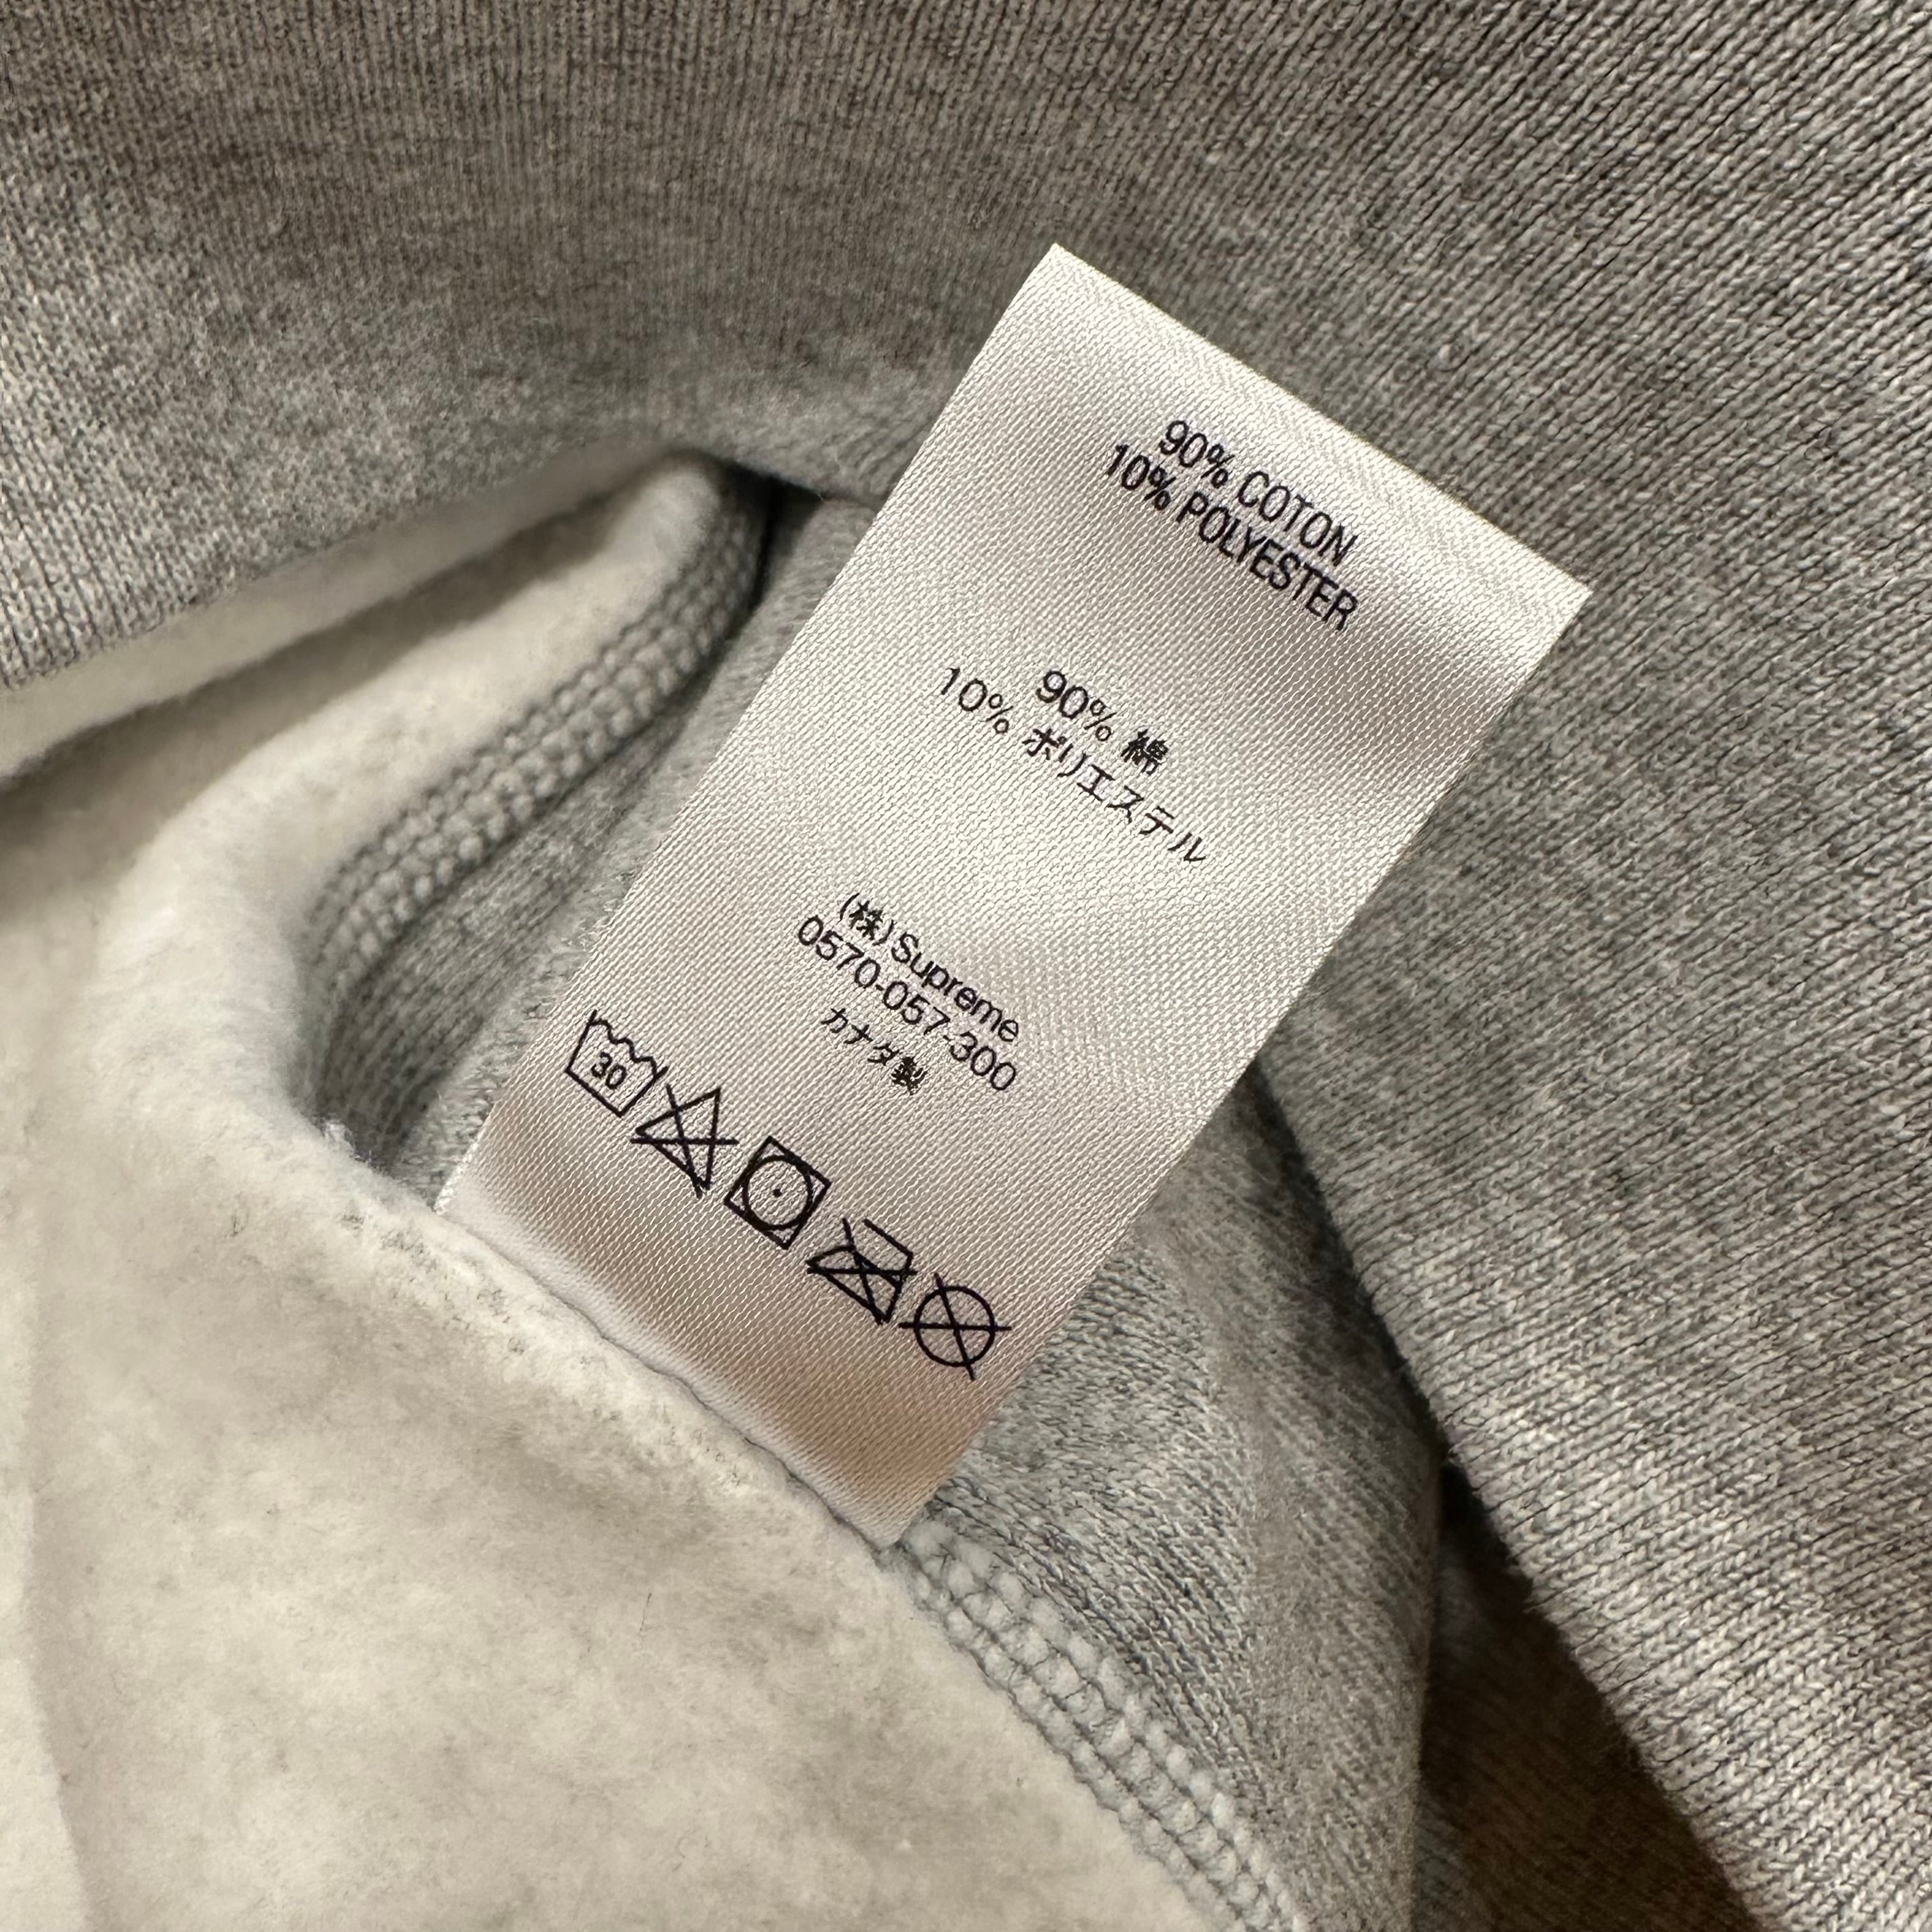 90% COTON
10% POLYESTER
90% 綿
10% ポリエステル
(株) Supreme
0570-057-300
カナダ製
30